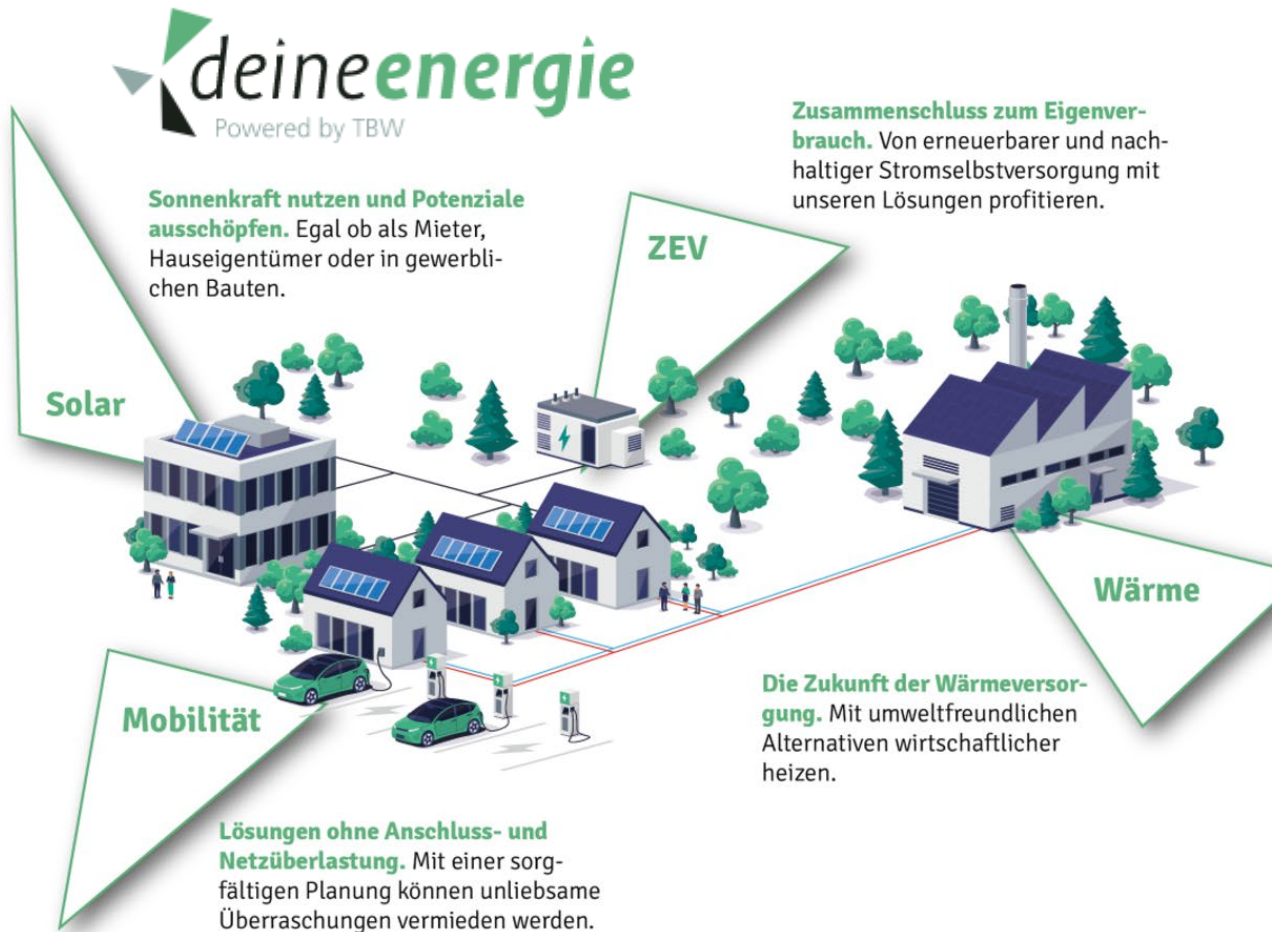 deineenergie
Powered by TBW
Zusammenschluss zum Eigenver-
brauch. Von erneuerbarer und nach-
haltiger Stromselbstversorgung mit
unseren Lösungen profitieren.
Sonnenkraft nutzen und Potenziale
ausschöpfen. Egal ob als Mieter,
Hauseigentümer oder in gewerbli-
chen Bauten.
ZEV
Solar
Wärme
Mobilität
Die Zukunft der Wärmeversor-
gung. Mit umweltfreundlichen
Alternativen wirtschaftlicher
heizen.
Lösungen ohne Anschluss- und
Netzüberlastung. Mit einer sorg-
fältigen Planung können unliebsame
Überraschungen vermieden werden.